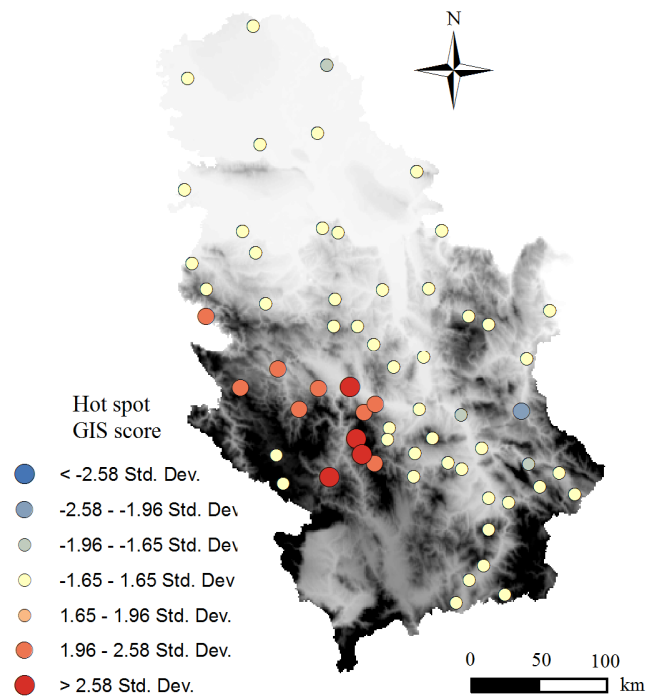 N
Hot spot
GIS score
< -2.58 Std. Dev.
-2.58 - -1.96 Std. Dev
-1.96 - -1.65 Std. Dev.
-1.65 - 1.65 Std. Dev
1.65 - 1.96 Std. Dev.
1.96 - 2.58 Std. Dev.
> 2.58 Std. Dev.
0 50 100
km